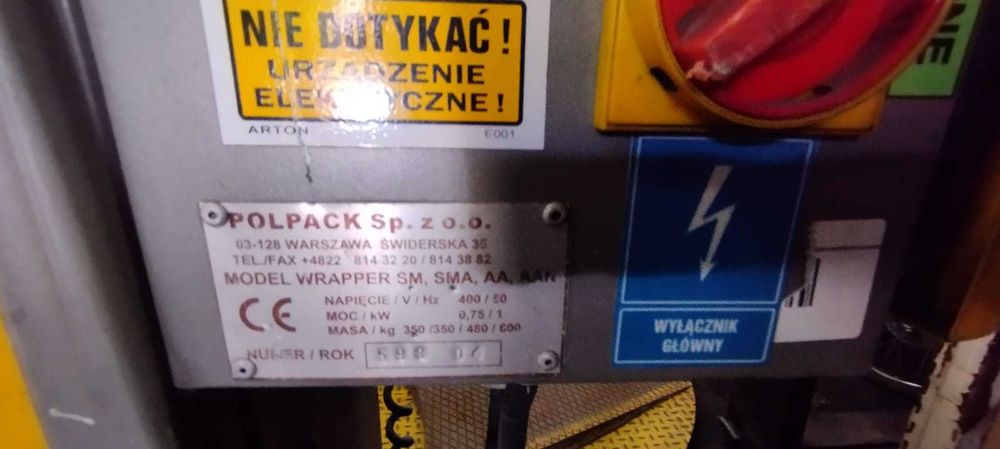 NIE DOTYKAĆ !
URZĄDZENIE
ELEKTRYCZNE !
ARTON E001
POLPACK Sp. z o.o.
03-128 WARSZAWA ŚWIDERSKA 36
TEL./FAX +4822 814 32 20 / 814 38 82
MODEL WRAPPER SM, SMA, AA, AAN
CE
NAPIĘCIE / V / Hz 400 / 50
MOC / kW 0,75 / 1
MASA / kg 350 /350 / 480 / 600
NUMER / ROK
WYŁĄCZNIK
GŁÓWNY